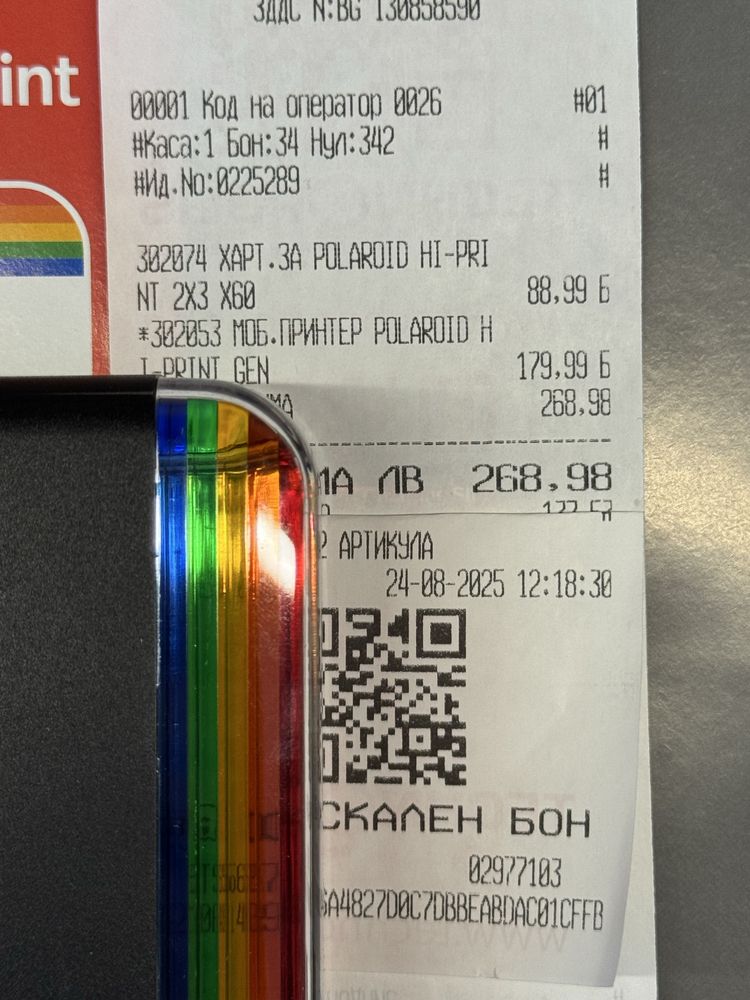 ЗДДС N:BG 130858590
int
00001 Код на оператор 0026 #01
#Каса:1 Бон:34 Нул:342 #
#Ид.No:0225289 #
302074 ХАРТ.ЗА POLAROID HI-PRI
NT 2X3 X60 88,99 Б
*302053 МОБ.ПРИНТЕР POLAROID H
I-PRINT GEN 179,99 Б
268,98
ЛВ 268,98
2 АРТИКУЛА
24-08-2025 12:18:30
СКАЛЕН БОН
02977103
6A4827D0C7DBBEABDAC01CFFB